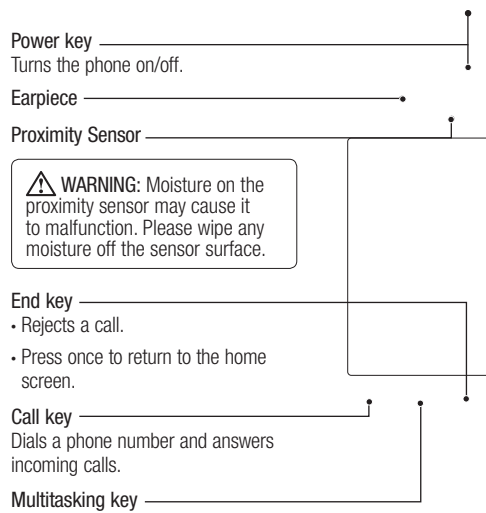 Power key
Turns the phone on/off.
Earpiece
Proximity Sensor
WARNING: Moisture on the
proximity sensor may cause it
to malfunction. Please wipe any
moisture off the sensor surface.
End key
• Rejects a call.
• Press once to return to the home
screen.
Call key
Dials a phone number and answers
incoming calls.
Multitasking key